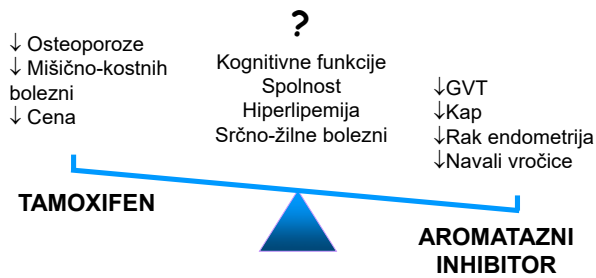 ?
↓ Osteoporoze
↓ Mišično-kostnih
bolezni
↓ Cena
Kognitivne funkcije
Spolnost
Hiperlipemija
Srčno-žilne bolezni
↓GVT
↓Kap
↓Rak endometrija
↓Navali vročice
TAMOXIFEN
AROMATAZNI
INHIBITOR